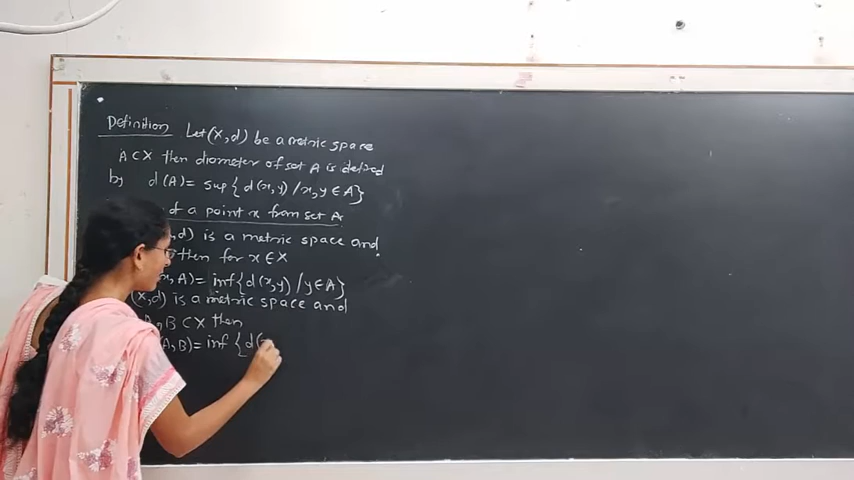 Definition Let (X, d) be a metric space
A ⊂ X then diameter of set A is defined
by d(A) = sup{d(x,y)/x,y ∈ A}
of a point x from set A
,d) is a metric space and
then for x ∈ X
x, A) = inf{d(x,y)/y ∈ A}
(X,d) is a metric space and
A, B ⊂ X then
A, B) = inf {d(